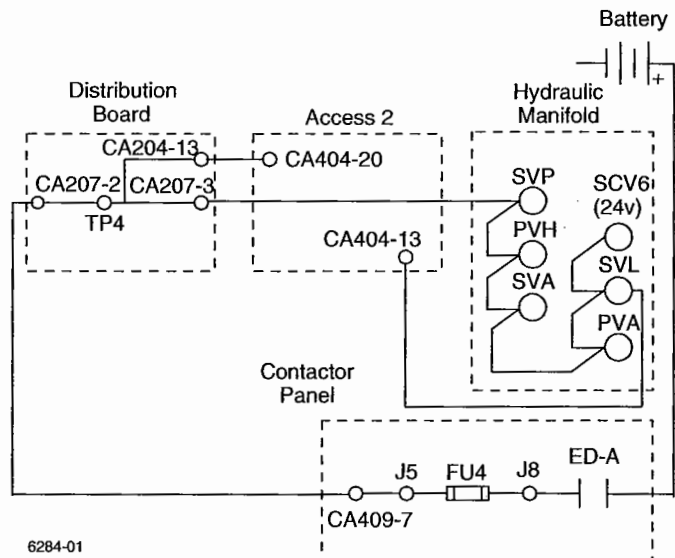 Battery
+
Distribution
Board
Access 2
Hydraulic
Manifold
CA204-13
CA404-20
CA207-2
CA207-3
TP4
SVP
SCV6
(24v)
PVH
CA404-13
SVA
SVL
PVA
Contactor
Panel
J5
FU4
J8
ED-A
CA409-7
6284-01